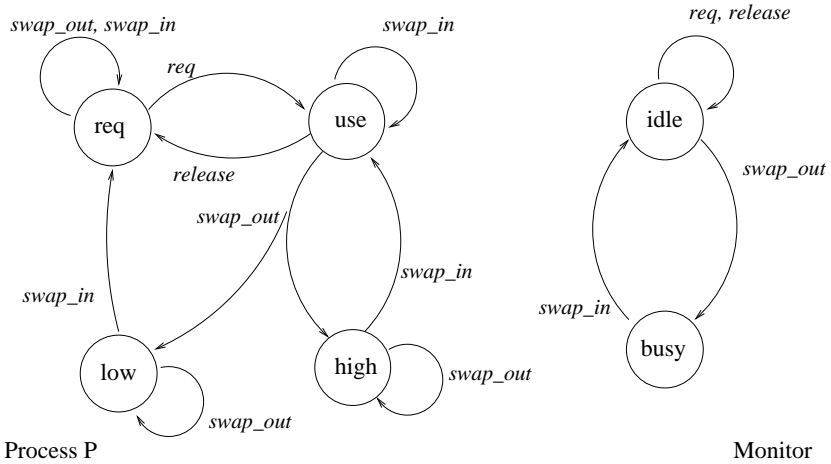 swap_out, swap_in
req
swap_in
req, release
req
use
idle
release
swap_out
swap_out
swap_in
swap_in
swap_in
low
high
busy
swap_out
swap_out
Process P
Monitor